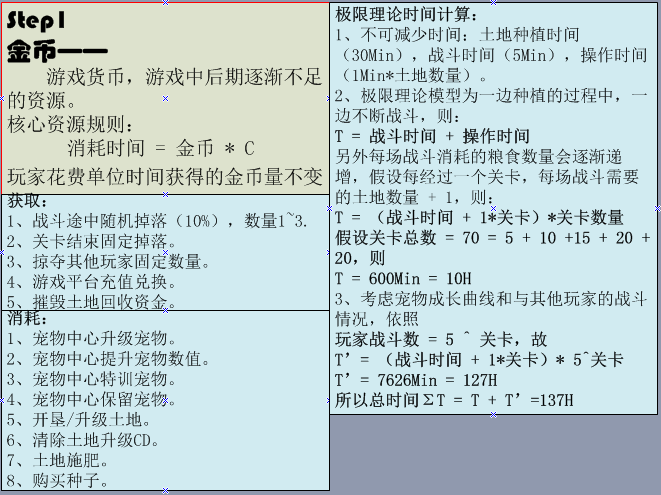 Step1
金币——
游戏货币，游戏中后期逐渐不足
的资源。
核心资源规则：
消耗时间 = 金币 * C
玩家花费单位时间获得的金币量不变
获取：
1、战斗途中随机掉落（10%），数量1~3.
2、关卡结束固定掉落。
3、掠夺其他玩家固定数量。
4、游戏平台充值兑换。
5、摧毁土地回收资金。
消耗：
1、宠物中心升级宠物。
2、宠物中心提升宠物数值。
3、宠物中心特训宠物。
4、宠物中心保留宠物。
5、开垦/升级土地。
6、清除土地升级CD。
7、土地施肥。
8、购买种子。
极限理论时间计算：
1、不可减少时间：土地种植时间
（30Min），战斗时间（5Min），操作时间
（1Min*土地数量）。
2、极限理论模型为一边种植的过程中，一
边不断战斗，则：
T = 战斗时间 + 操作时间
另外每场战斗消耗的粮食数量会逐渐递
增，假设每经过一个关卡，每场战斗需要
的土地数量 + 1，则：
T = （战斗时间 + 1*关卡）*关卡数量
假设关卡总数 = 70 = 5 + 10 +15 + 20 +
20，则
T = 600Min = 10H
3、考虑宠物成长曲线和与其他玩家的战斗
情况，依照
玩家战斗数 = 5 ^ 关卡，故
T’= （战斗时间 + 1*关卡）* 5^关卡
T’= 7626Min = 127H
所以总时间ΣT = T + T’=137H